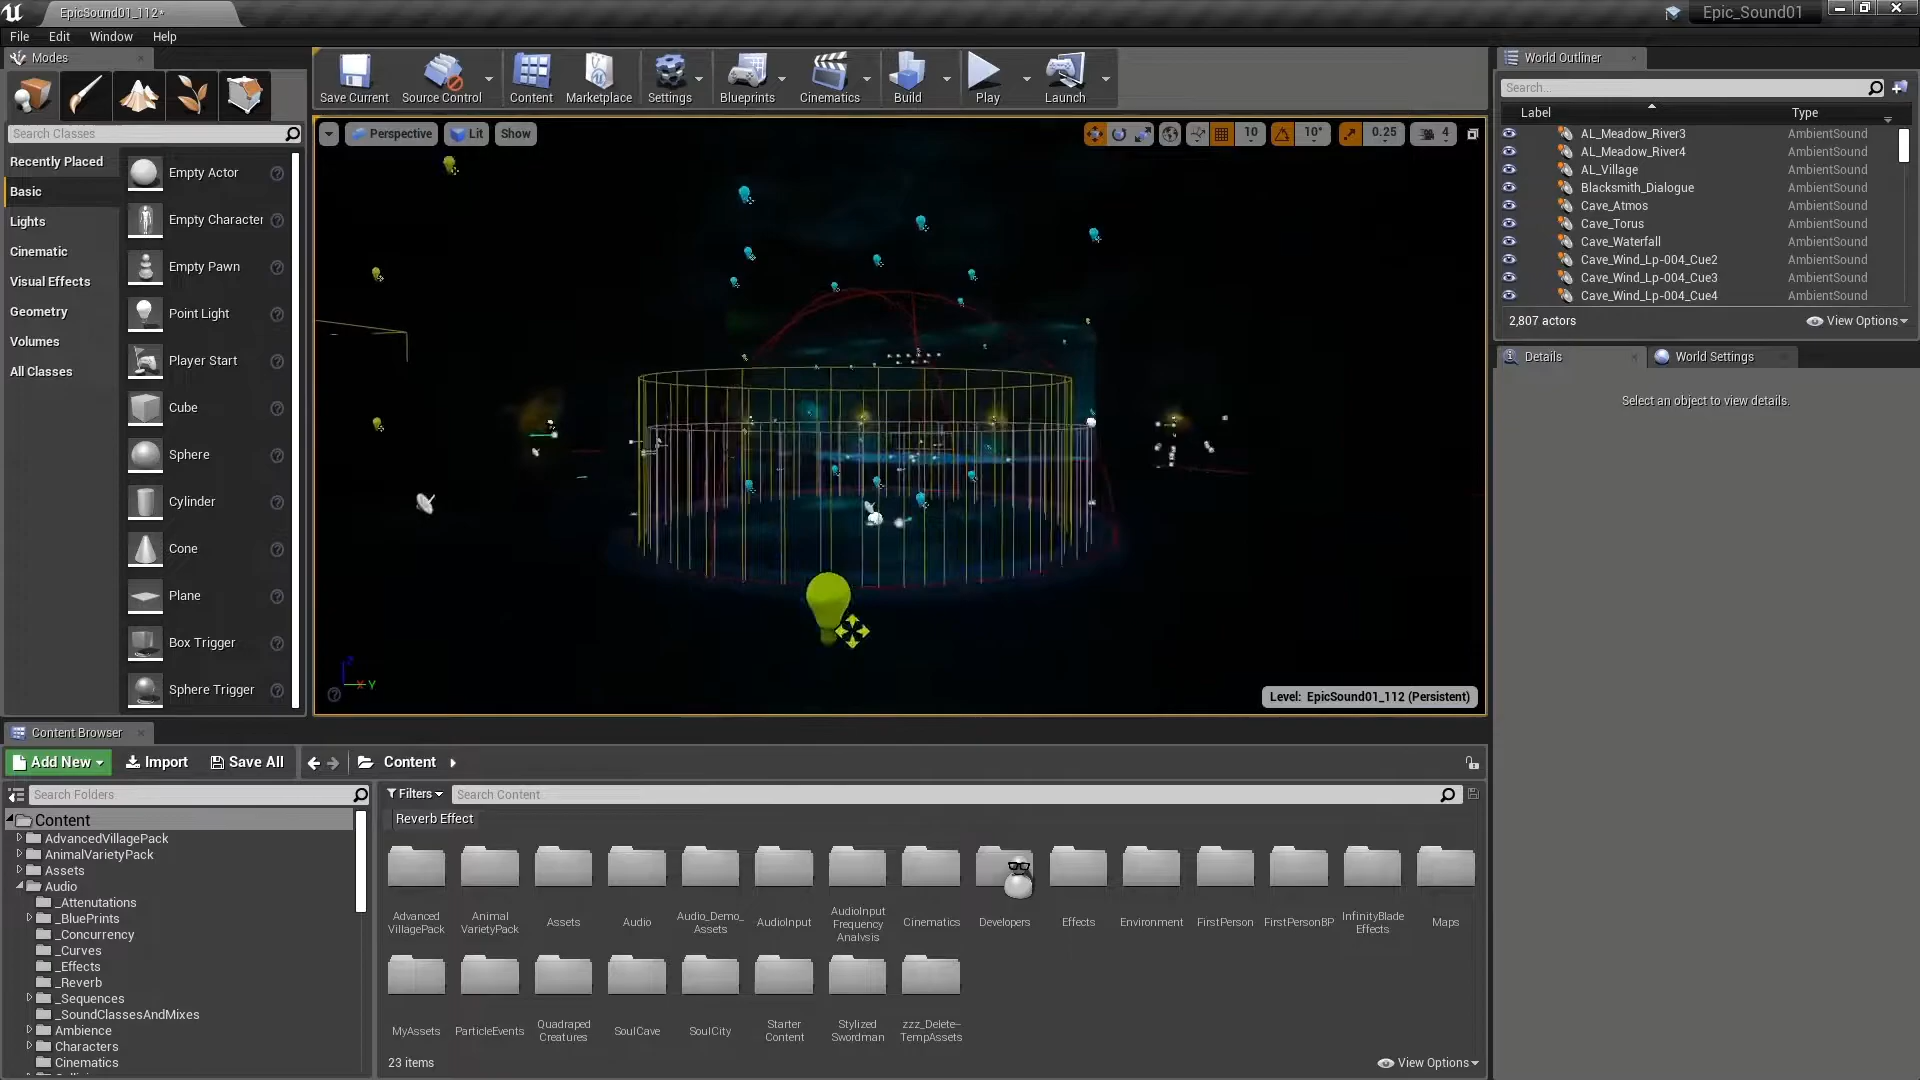 EpicSound01_112*
Epic_Sound01
File
Edit
Window
Help
Modes
Save Current
Source Control
Content
Marketplace
Settings
Blueprints
Cinematics
Build
Play
Launch
World Outliner
Search...
Label
Type
AL_Meadow_River3
AmbientSound
AL_Meadow_River4
AmbientSound
AL_Village
AmbientSound
Blacksmith_Dialogue
AmbientSound
Cave_Atmos
AmbientSound
Cave_Torus
AmbientSound
Cave_Waterfall
AmbientSound
Cave_Wind_Lp-004_Cue2
AmbientSound
Cave_Wind_Lp-004_Cue3
AmbientSound
Cave_Wind_Lp-004_Cue4
AmbientSound
2,807 actors
View Options
Details
World Settings
Select an object to view details.
Search Classes
Recently Placed
Basic
Lights
Cinematic
Visual Effects
Geometry
Volumes
All Classes
Empty Actor
Empty Character
Empty Pawn
Point Light
Player Start
Cube
Sphere
Cylinder
Cone
Plane
Box Trigger
Sphere Trigger
Perspective
Lit
Show
10
10°
0.25
4
Z
X
Y
Level: EpicSound01_112 (Persistent)
Content Browser
Add New
Import
Save All
Content
Search Folders
Filters
Search Content
Reverb Effect
Content
AdvancedVillagePack
AnimalVarietyPack
Assets
Audio
_Attenutations
_BluePrints
_Concurrency
_Curves
_Effects
_Reverb
_Sequences
_SoundClassesAndMixes
Ambience
Characters
Cinematics
Advanced
VillagePack
Animal
VarietyPack
Assets
Audio
Audio_Demo_
Assets
AudioInput
AudioInput
Frequency
Analysis
Cinematics
Developers
Effects
Environment
FirstPerson
FirstPersonBP
InfinityBlade
Effects
Maps
MyAssets
ParticleEvents
Quadraped
Creatures
SoulCave
SoulCity
Starter
Content
Stylized
Swordman
zzz_Delete--
TempAssets
23 items
View Options